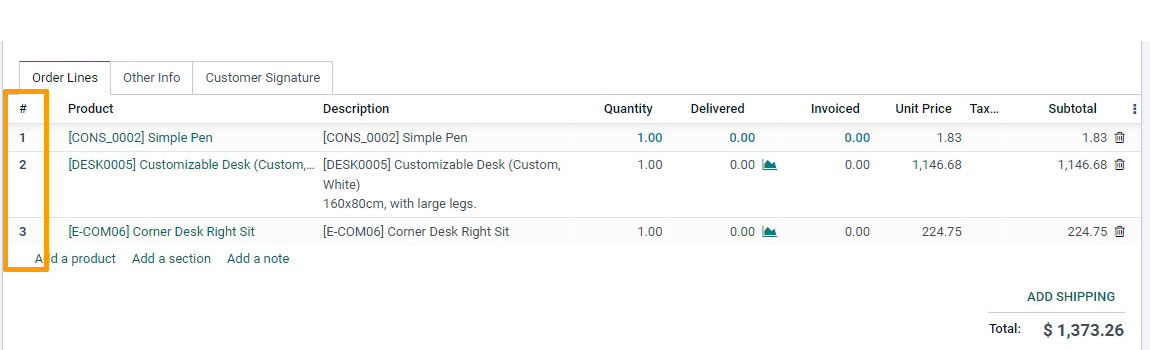 Order Lines Other Info Customer Signature
# Product Description Quantity Delivered Invoiced Unit Price Tax... Subtotal
1 [CONS_0002] Simple Pen [CONS_0002] Simple Pen 1.00 0.00 0.00 1.83 1.83
2 [DESK0005] Customizable Desk (Custom,... [DESK0005] Customizable Desk (Custom, 1.00 0.00 0.00 1,146.68 1,146.68
White)
160x80cm, with large legs.
3 [E-COM06] Corner Desk Right Sit [E-COM06] Corner Desk Right Sit 1.00 0.00 0.00 224.75 224.75
Add a product Add a section Add a note
ADD SHIPPING
Total: $ 1,373.26